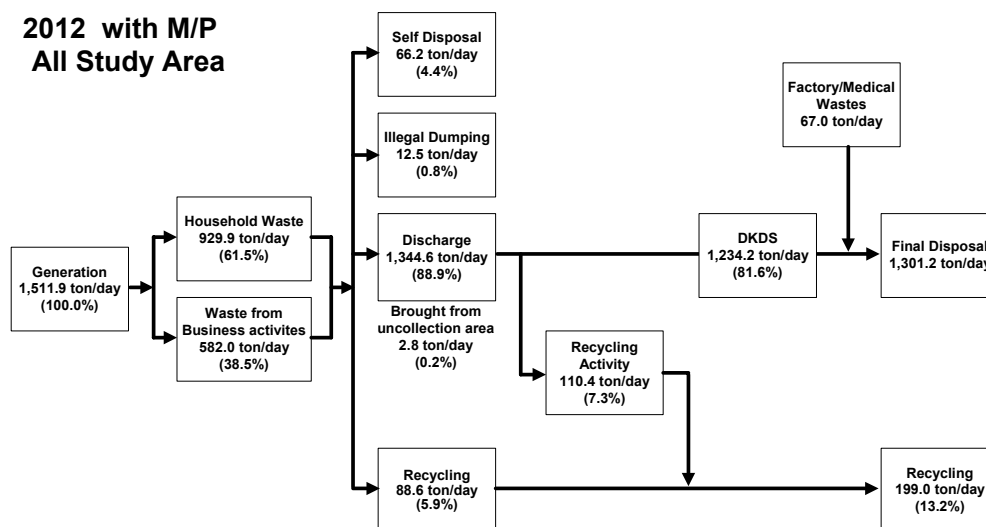 2012 with M/P
All Study Area
Generation
1,511.9 ton/day
(100.0%)
Household Waste
929.9 ton/day
(61.5%)
Waste from
Business activites
582.0 ton/day
(38.5%)
Self Disposal
66.2 ton/day
(4.4%)
Illegal Dumping
12.5 ton/day
(0.8%)
Discharge
1,344.6 ton/day
(88.9%)
Brought from
uncollection area
2.8 ton/day
(0.2%)
Recycling
88.6 ton/day
(5.9%)
Recycling
Activity
110.4 ton/day
(7.3%)
DKDS
1,234.2 ton/day
(81.6%)
Factory/Medical
Wastes
67.0 ton/day
Final Disposal
1,301.2 ton/day
Recycling
199.0 ton/day
(13.2%)